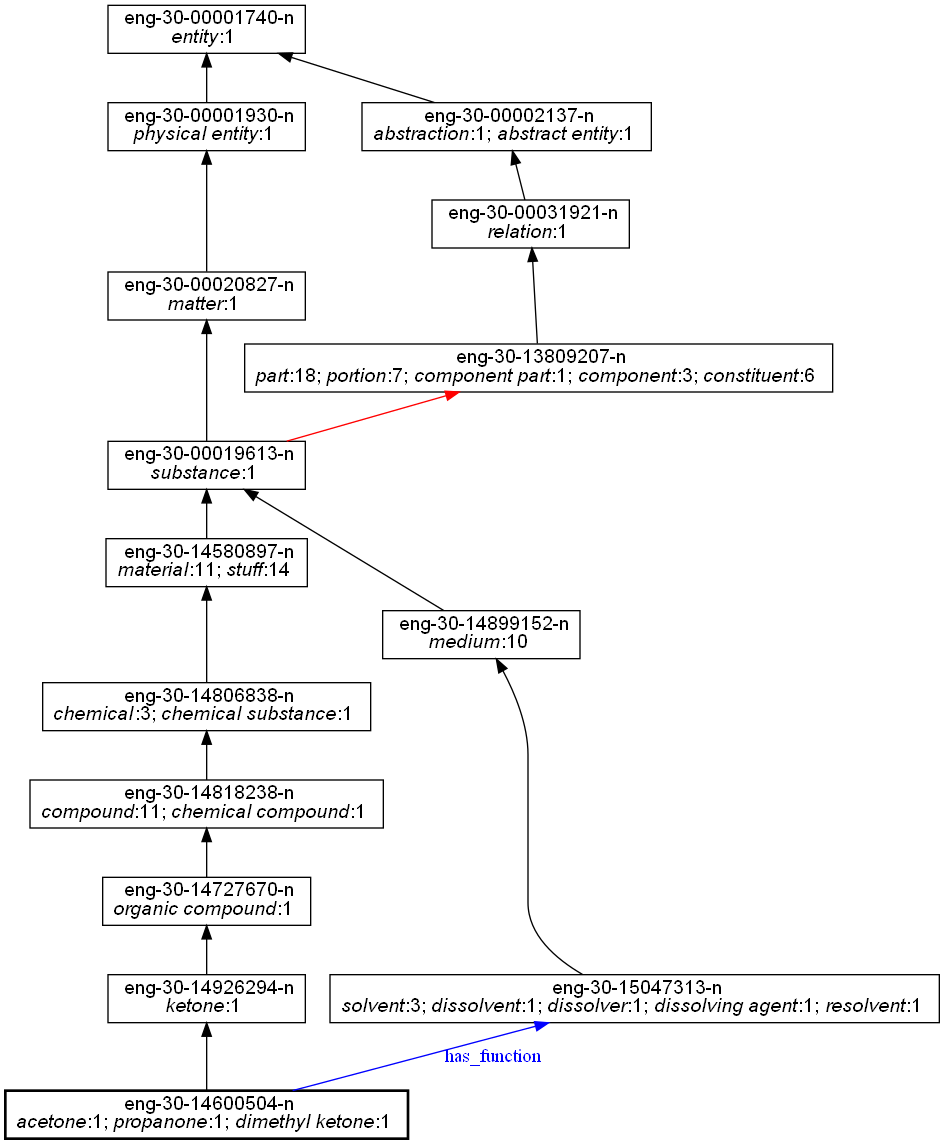 eng-30-00001740-n
entity:1
eng-30-00001930-n
physical entity:1
eng-30-00002137-n
abstraction:1; abstract entity:1
eng-30-00031921-n
relation:1
eng-30-00020827-n
matter:1
eng-30-13809207-n
part:18; portion:7; component part:1; component:3; constituent:6
eng-30-00019613-n
substance:1
eng-30-14580897-n
material:11; stuff:14
eng-30-14899152-n
medium:10
eng-30-14806838-n
chemical:3; chemical substance:1
eng-30-14818238-n
compound:11; chemical compound:1
eng-30-14727670-n
organic compound:1
eng-30-14926294-n
ketone:1
eng-30-15047313-n
solvent:3; dissolvent:1; dissolver:1; dissolving agent:1; resolvent:1
has_function
eng-30-14600504-n
acetone:1; propanone:1; dimethyl ketone:1